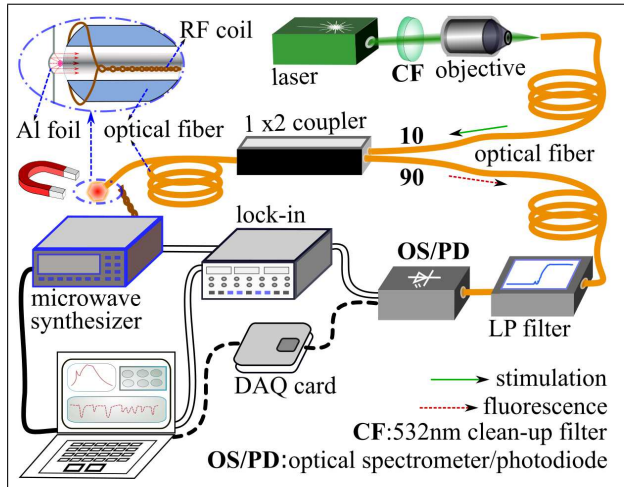 RF coil
Al foil
optical fiber
laser
CF
objective
1 x2 coupler
10
90
optical fiber
lock-in
OS/PD
microwave
synthesizer
LP filter
DAQ card
stimulation
fluorescence
CF:532nm clean-up filter
OS/PD:optical spectrometer/photodiode